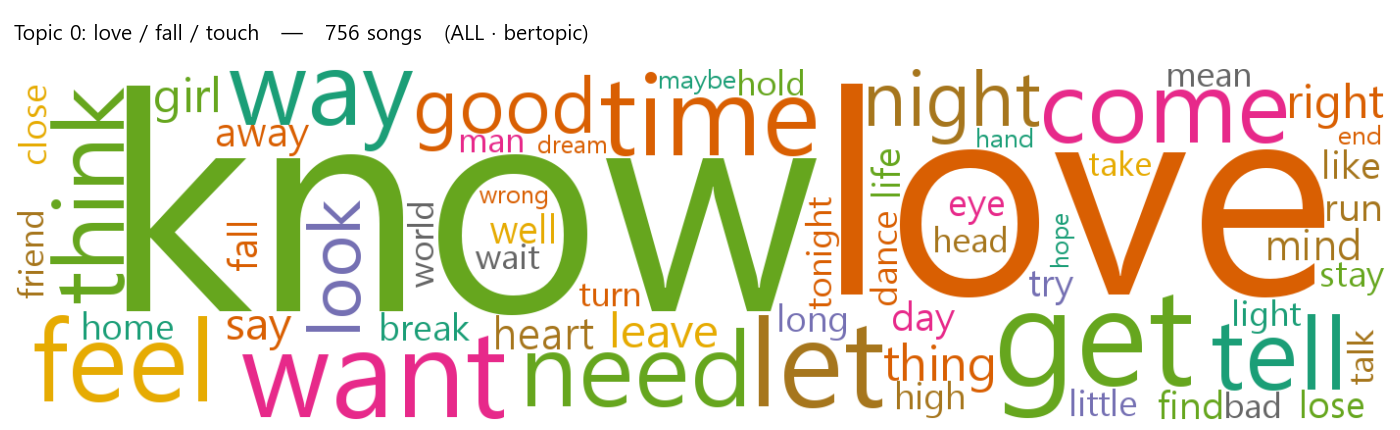 Topic 0: love / fall / touch — 756 songs (ALL · bertopic)
close
think
girl
way
away
good
man
dream
time
maybe
hold
night
hand
come
mean
right
end
like
take
know
love
friend
fall
look
world
wrong
well
wait
turn
tonight
life
dance
eye
head
hope
try
run
mind
stay
home
feel
say
want
break
heart
leave
need
let
long
day
thing
high
get
little
find
bad
light
tell
talk
lose